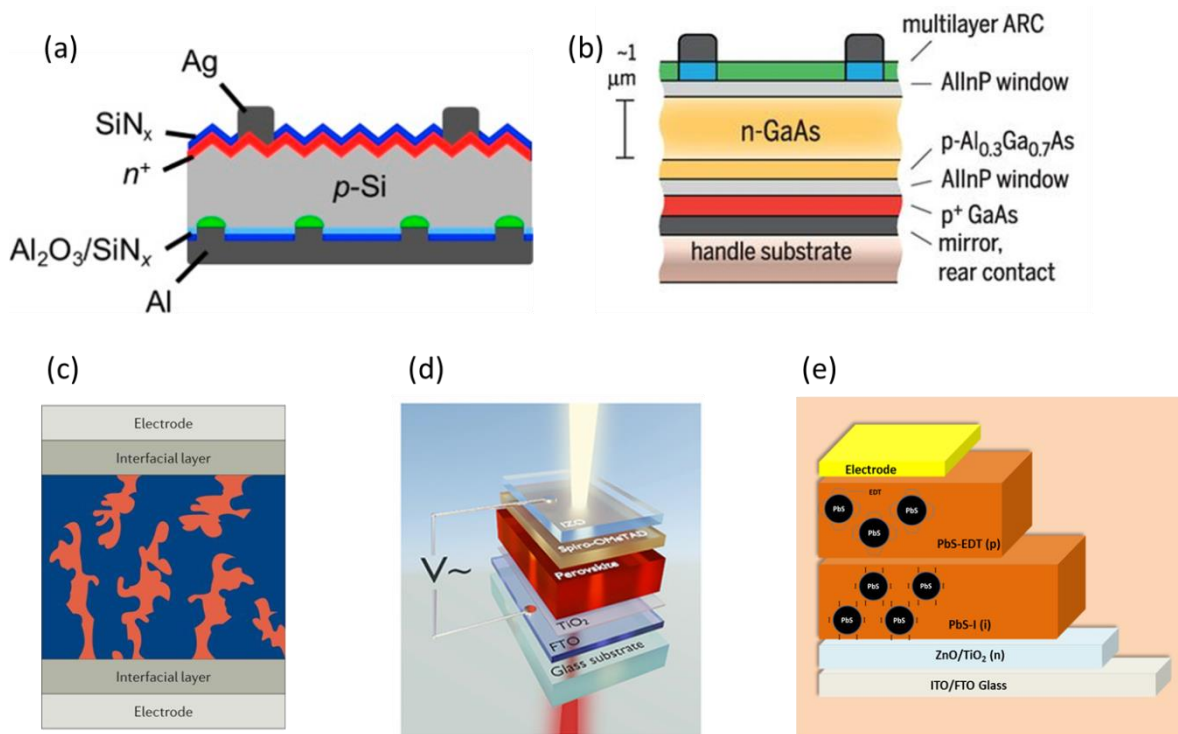 (a)
Ag
SiNₓ
n⁺
p-Si
Al₂O₃/SiNₓ
Al
(b)
~1
μm
multilayer ARC
AlInP window
n-GaAs
p-Al₀.₃Ga₀.₇As
AlInP window
p⁺ GaAs
mirror,
rear contact
handle substrate
(c)
Electrode
Interfacial layer
Interfacial layer
Electrode
(d)
V~
IZO
Spiro-OMeTAD
Perovskite
TiO₂
FTO
Glass substrate
(e)
Electrode
EDT
PbS
PbS
PbS
PbS-EDT (p)
PbS
PbS
PbS
PbS
PbS-I (i)
ZnO/TiO₂ (n)
ITO/FTO Glass